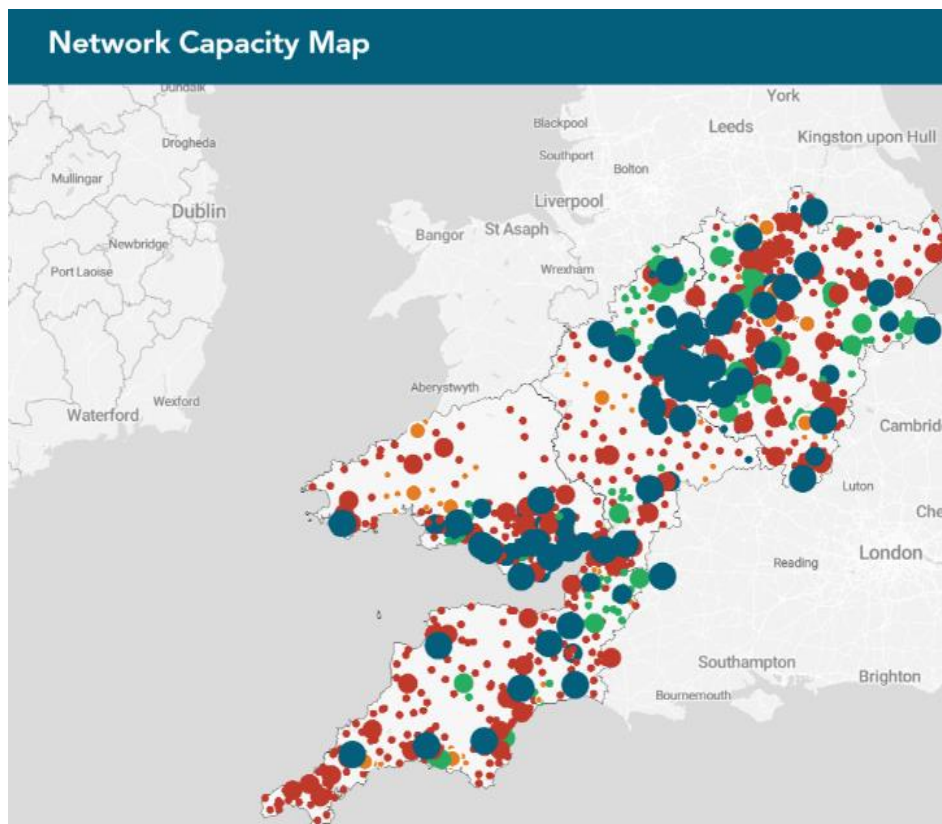 Network Capacity Map
Dundalk
York
Blackpool
Leeds
Drogheda
Kingston upon Hull
Southport
Bolton
Mullingar
Liverpool
Dublin
Bangor
St Asaph
Newbridge
Port Laoise
Wrexham
Aberystwyth
Wexford
Waterford
Cambridg
Luton
Che
London
Reading
Southampton
Brighton
Bournemouth